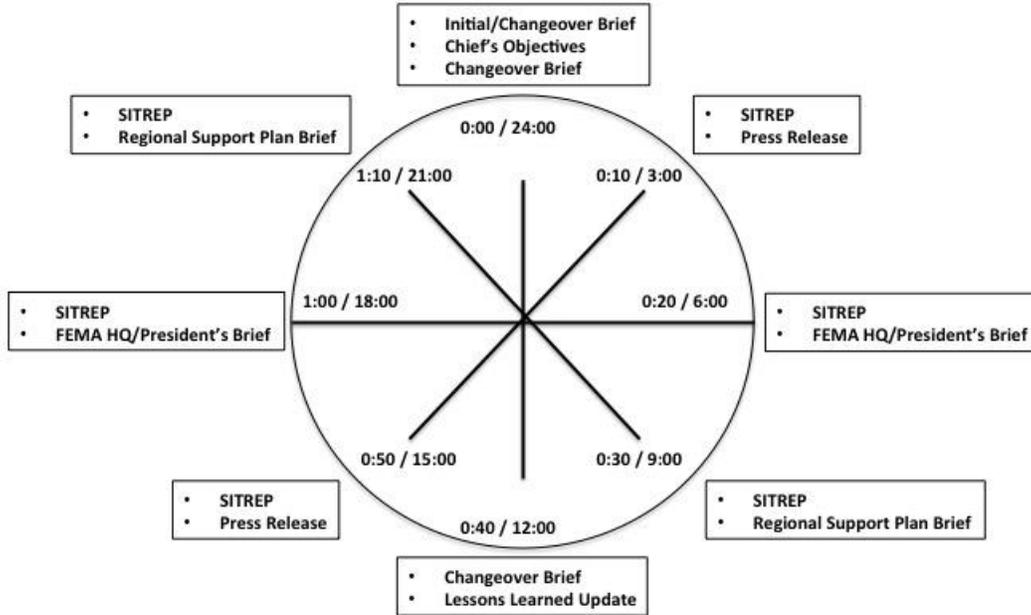 • Initial/Changeover Brief
• Chief's Objectives
• Changeover Brief
• SITREP
• Regional Support Plan Brief
0:00 / 24:00
• SITREP
• Press Release
1:10 / 21:00
0:10 / 3:00
• SITREP
• FEMA HQ/President's Brief
1:00 / 18:00
0:20 / 6:00
• SITREP
• FEMA HQ/President's Brief
0:50 / 15:00
0:30 / 9:00
• SITREP
• Press Release
0:40 / 12:00
• SITREP
• Regional Support Plan Brief
• Changeover Brief
• Lessons Learned Update